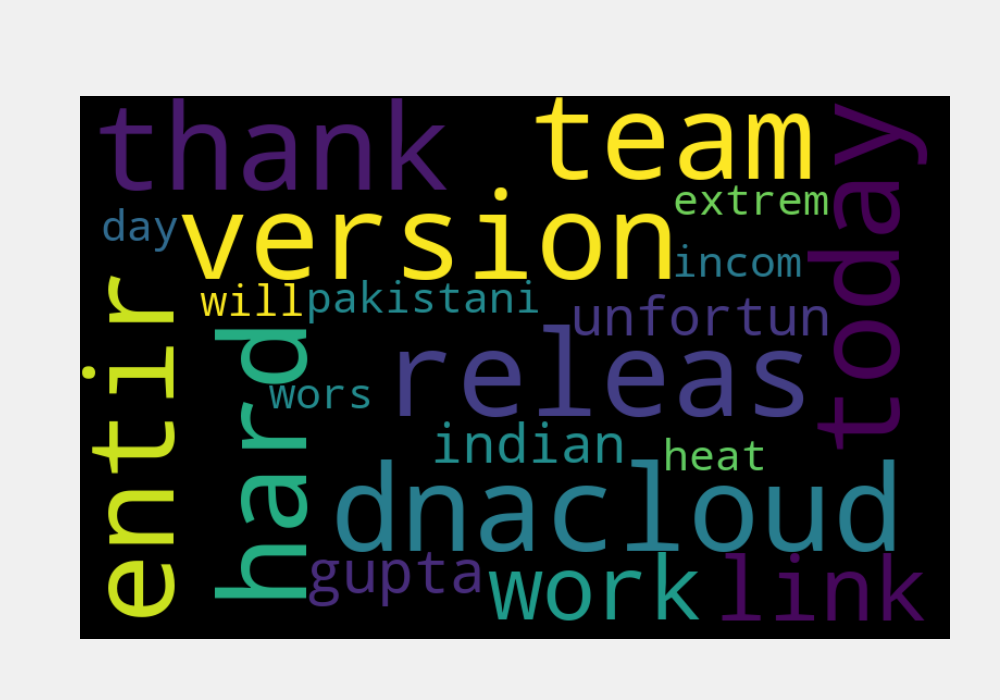 thank
team
today
extrem
day
version
incom
will
pakistani
unfortun
entir
hard
releas
wors
indian
heat
dnacloud
gupta
work
link